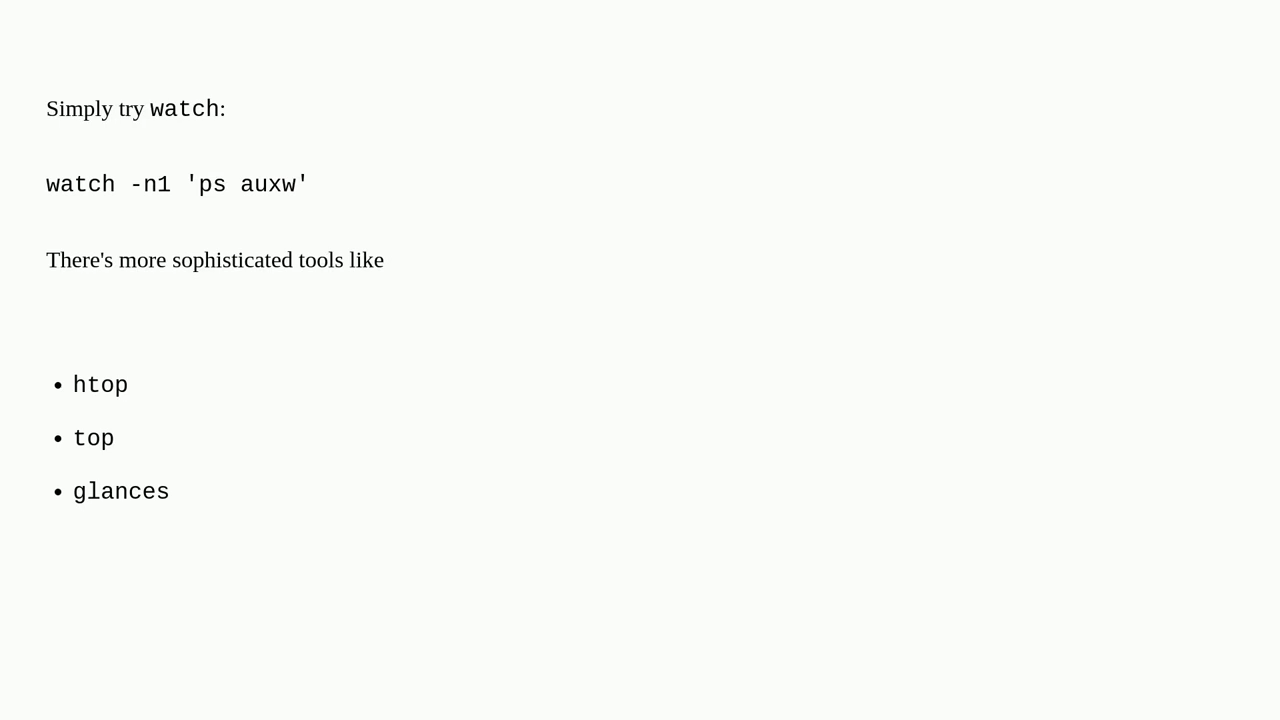 Simply try watch:
watch -n1 'ps auxw'
There's more sophisticated tools like
• htop
• top
• glances